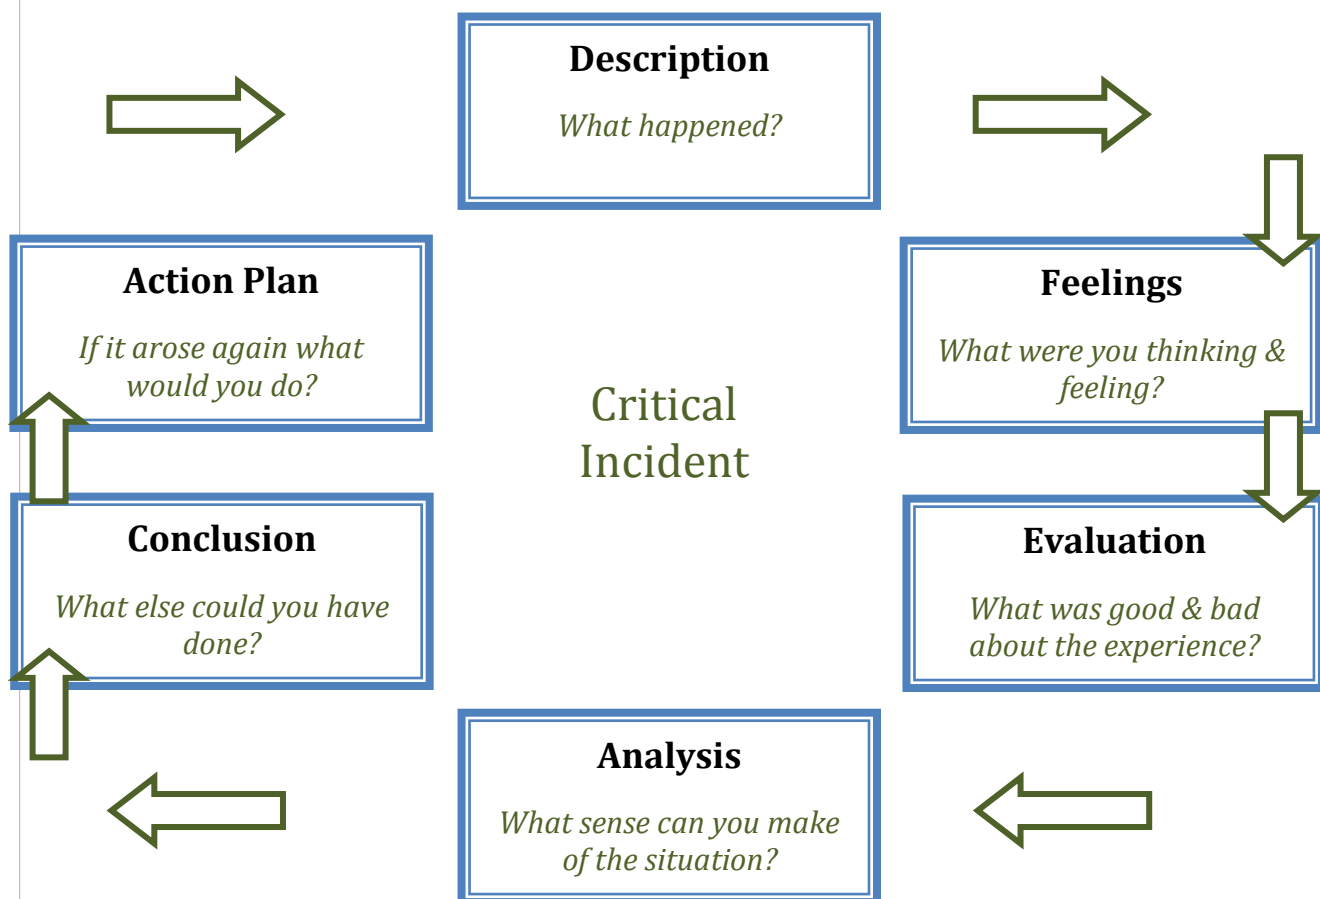 Description
What happened?
Action Plan
If it arose again what
would you do?
Feelings
What were you thinking &
feeling?
Critical
Incident
Conclusion
What else could you have
done?
Evaluation
What was good & bad
about the experience?
Analysis
What sense can you make
of the situation?